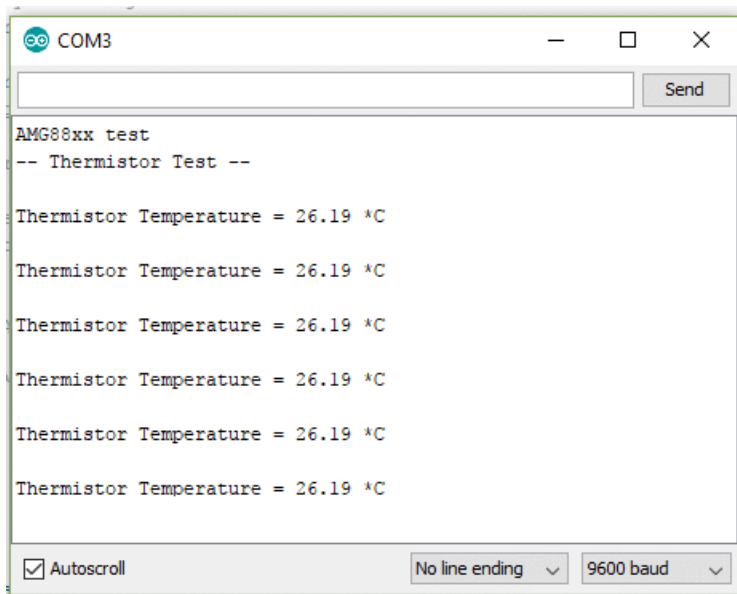 COM3
Send
AMG88xx test
-- Thermistor Test --
Thermistor Temperature = 26.19 *C
Thermistor Temperature = 26.19 *C
Thermistor Temperature = 26.19 *C
Thermistor Temperature = 26.19 *C
Thermistor Temperature = 26.19 *C
Thermistor Temperature = 26.19 *C
Autoscroll No line ending 9600 baud